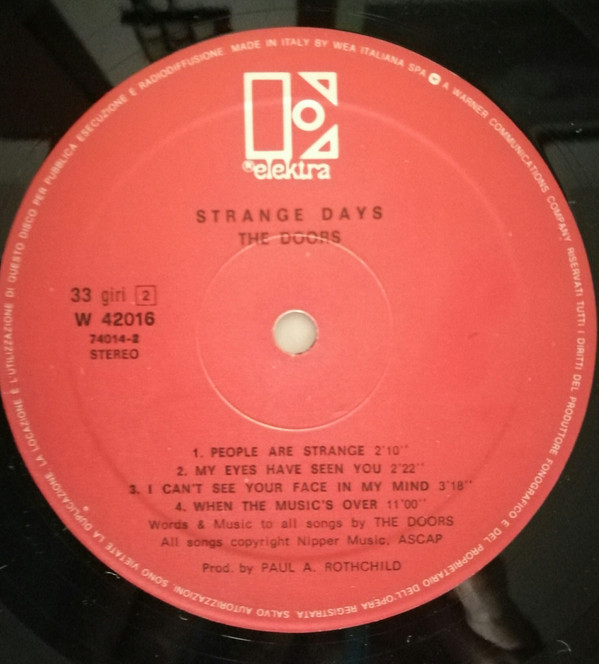 MADE IN ITALY BY WEA ITALIANA SPA A WARNER COMMUNICATIONS COMPANY RISERVATI TUTTI I DIRITTI DEL PRODUTTORE FONOGRAFICO E DEL PROPRIETARIO DELL'OPERA REGISTRATA. SALVO AUTORIZZAZIONI, SONO VIETATE LA DUPLICAZIONE, LA LOCAZIONE E L'UTILIZZAZIONE DI QUESTO DISCO PER PUBBLICA ESECUZIONE E RADIODIFFUSIONE
® elektra
STRANGE DAYS
THE DOORS
33 giri 2
W 42016
74014-2
STEREO
1. PEOPLE ARE STRANGE 2'10''
2. MY EYES HAVE SEEN YOU 2'22''
3. I CAN'T SEE YOUR FACE IN MY MIND 3'18''
4. WHEN THE MUSIC'S OVER 11'00''
Words & Music to all songs by THE DOORS
All songs copyright Nipper Music, ASCAP
Prod. by PAUL A. ROTHCHILD